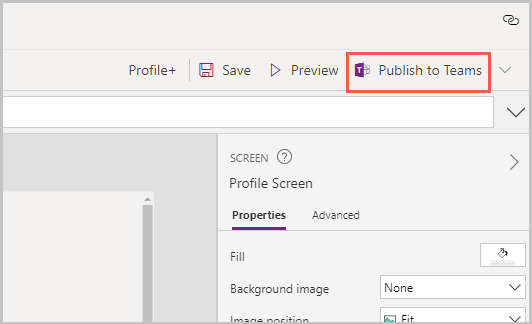 Profile+ Save Preview Publish to Teams
SCREEN
Profile Screen
Properties Advanced
Fill
Background image None
Image position Fit